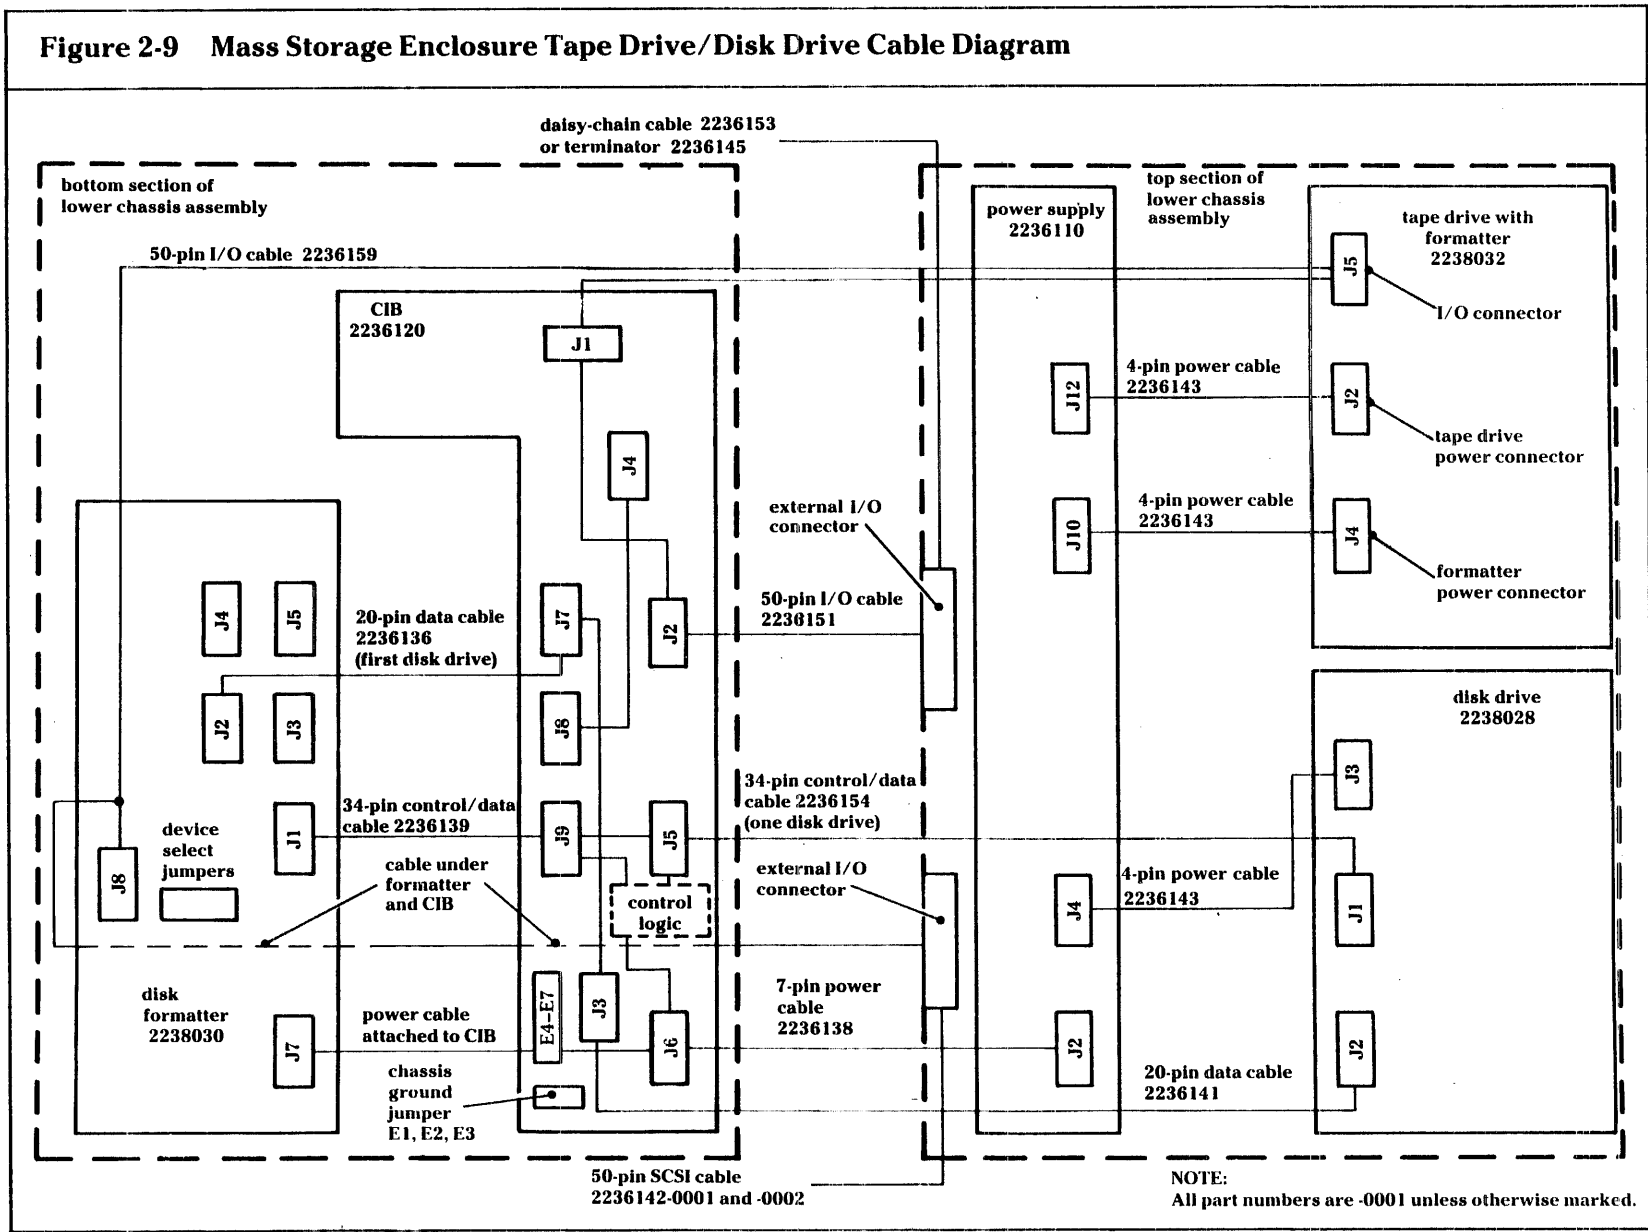 Figure 2-9 Mass Storage Enclosure Tape Drive/Disk Drive Cable Diagram
daisy-chain cable 2236153
or terminator 2236145
bottom section of
lower chassis assembly
50-pin I/O cable 2236159
CIB
2236120
J1
J4
J7
J2
J8
J9
J5
control
logic
E4-E7
J3
J6
J4
J5
J2
J3
J1
J8
device
select
jumpers
disk
formatter
2238030
J7
20-pin data cable
2236136
(first disk drive)
34-pin control/data
cable 2236139
cable under
formatter
and CIB
power cable
attached to CIB
chassis
ground
jumper
E1, E2, E3
external I/O
connector
50-pin I/O cable
2236151
34-pin control/data
cable 2236154
(one disk drive)
external I/O
connector
7-pin power
cable
2236138
50-pin SCSI cable
2236142-0001 and -0002
power supply
2236110
J12
J10
J4
J2
top section of
lower chassis
assembly
4-pin power cable
2236143
4-pin power cable
2236143
4-pin power cable
2236143
20-pin data cable
2236141
tape drive with
formatter
2238032
J5
I/O connector
J2
tape drive
power connector
J4
formatter
power connector
disk drive
2238028
J3
J1
J2
NOTE:
All part numbers are -0001 unless otherwise marked.